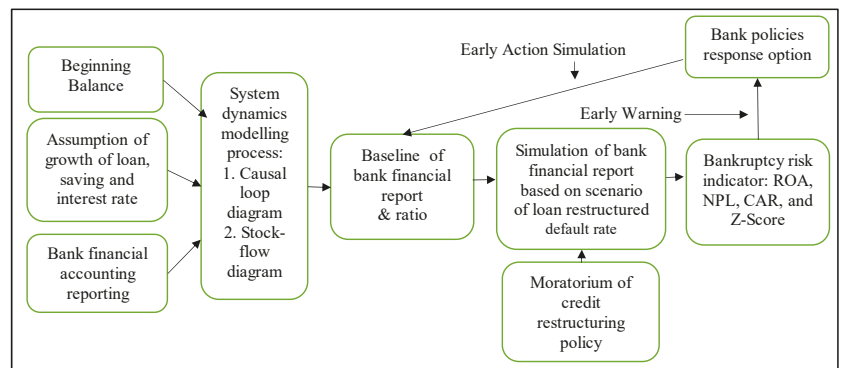 Beginning
Balance
Assumption of
growth of loan,
saving and
interest rate
Bank financial
accounting
reporting
System
dynamics
modelling
process:
1. Causal
loop
diagram
2. Stock-
flow
diagram
Baseline of
bank financial
report
& ratio
Early Action Simulation
Simulation of bank
financial report
based on scenario
of loan restructured
default rate
Moratorium of
credit
restructuring
policy
Bank policies
response option
Early Warning
Bankruptcy risk
indicator: ROA,
NPL, CAR, and
Z-Score